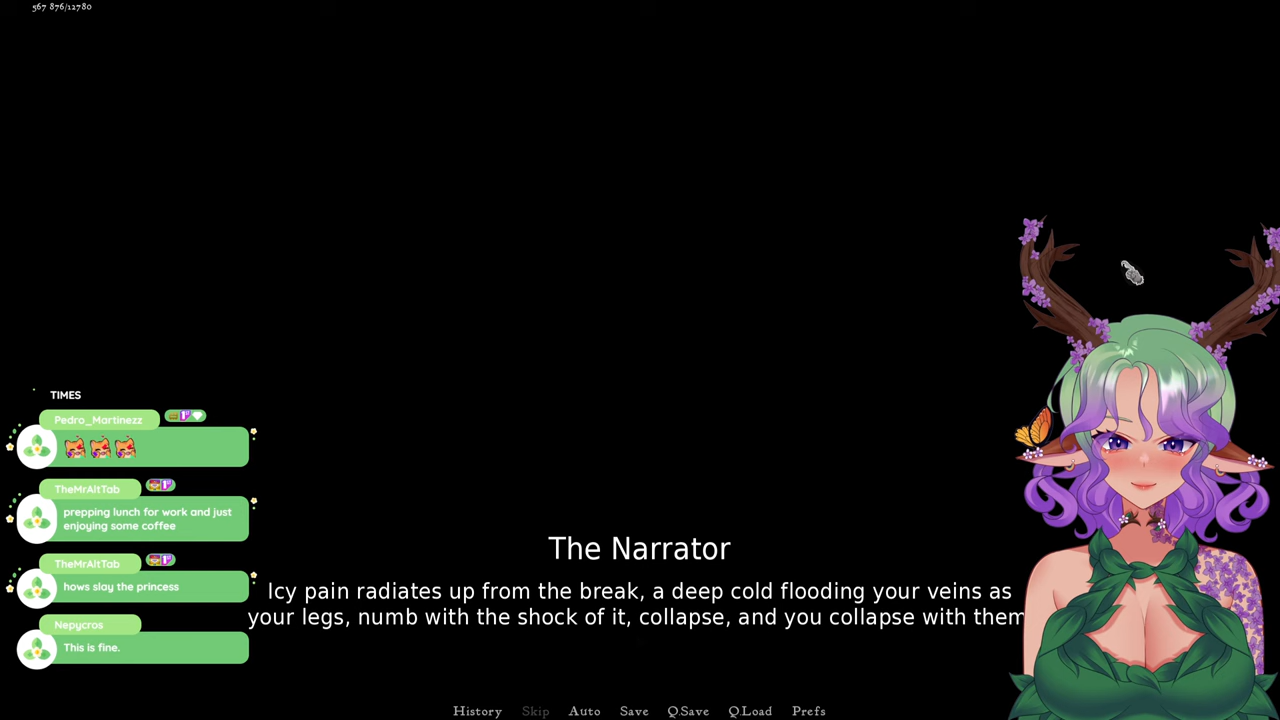 567 876/12780
TIMES
Pedro_Martinezz
TheMrAltTab
prepping lunch for work and just
enjoying some coffee
TheMrAltTab
hows slay the princess
Nepycros
This is fine.
The Narrator
Icy pain radiates up from the break, a deep cold flooding your veins as
your legs, numb with the shock of it, collapse, and you collapse with them
History Skip Auto Save Q.Save Q.Load Prefs